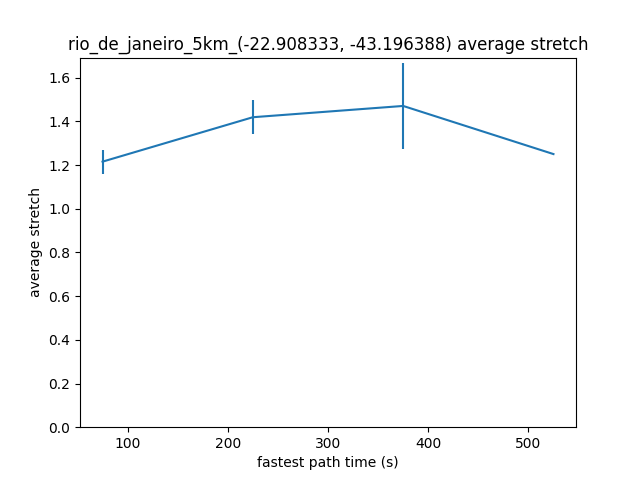 rio_de_janeiro_5km_(-22.908333, -43.196388) average stretch
average stretch
1.6
1.4
1.2
1.0
0.8
0.6
0.4
0.2
0.0
100 200 300 400 500
fastest path time (s)